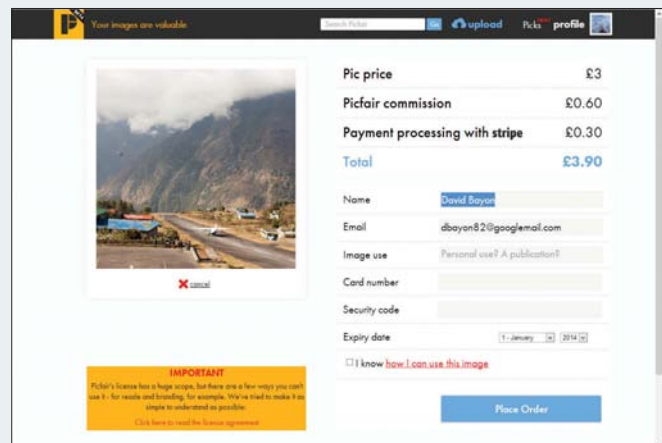 Your images are valuable.
Search Picfair
Go
upload
Picks
profile
cancel
IMPORTANT
Picfair's license has a huge scope, but there are a few ways you can't
use it - for resale and branding, for example. We've tried to make it as
simple to understand as possible:
Click here to read the license agreement
Pic price £3
Picfair commission £0.60
Payment processing with stripe £0.30
Total £3.90
Name David Bayon
Email dbayon82@googlemail.com
Image use Personal use? A publication?
Card number
Security code
Expiry date 1 - January 2014
I know how I can use this image
Place Order